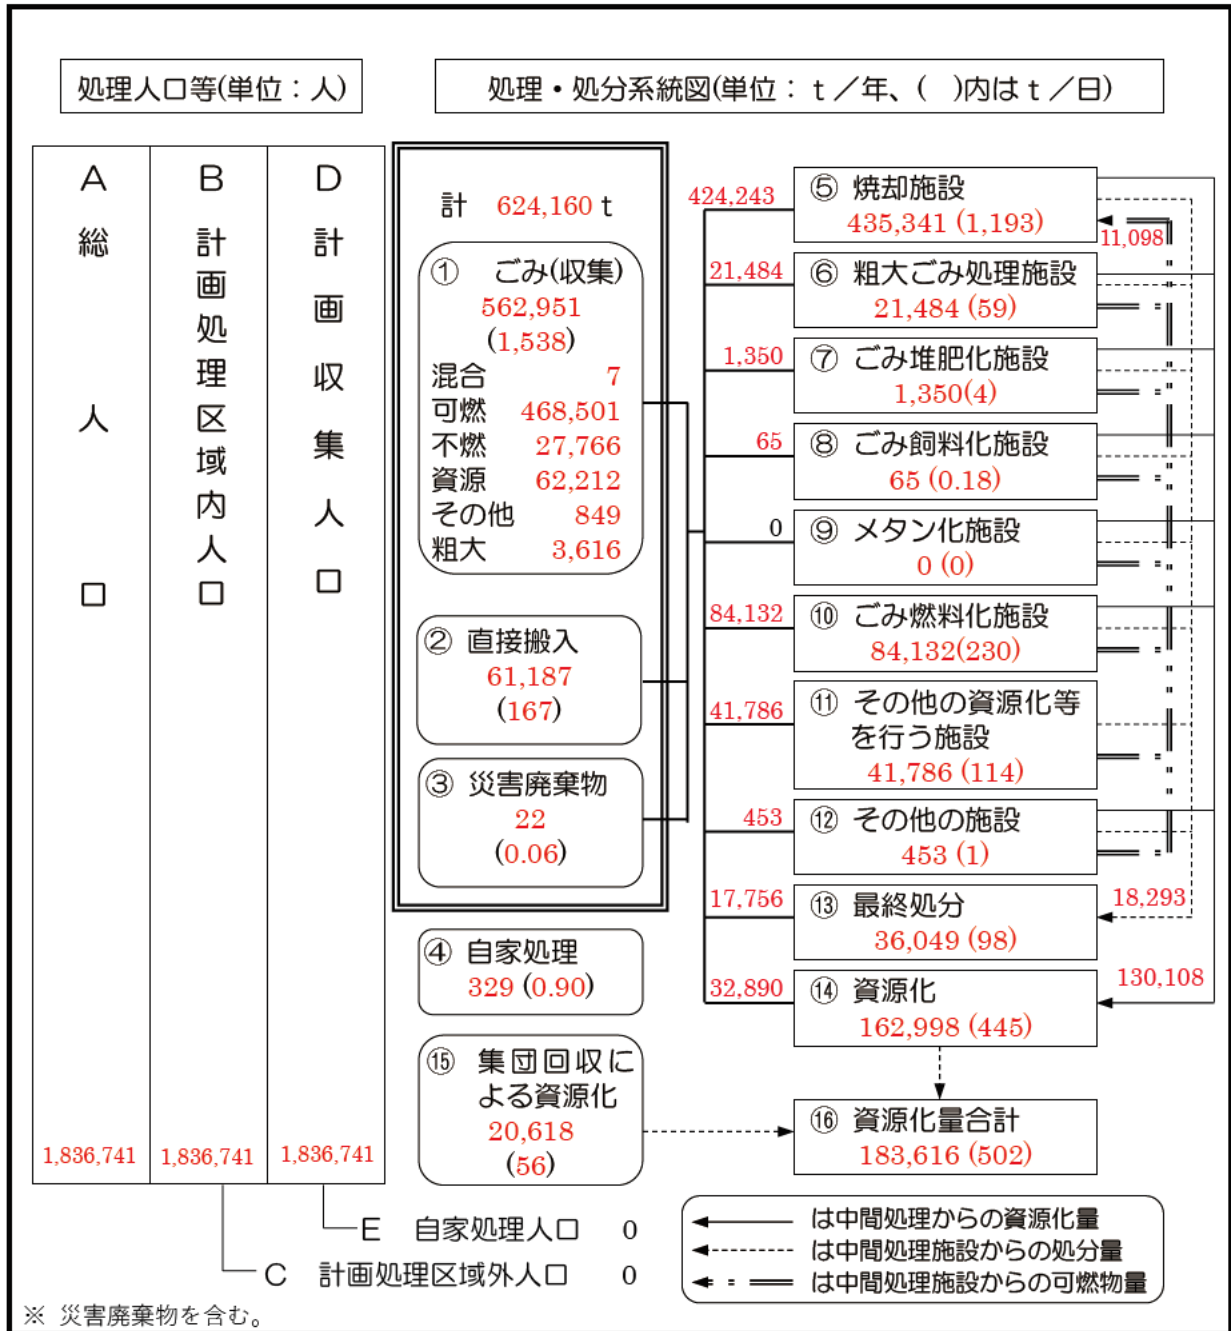 処理人口等(単位：人)
処理・処分系統図(単位：ｔ／年、( )内はｔ／日)
A 総人口
1,836,741
B 計画処理区域内人口
1,836,741
D 計画収集人口
1,836,741
E 自家処理人口 0
C 計画処理区域外人口 0
計 624,160 t
① ごみ(収集)
562,951
(1,538)
混合 7
可燃 468,501
不燃 27,766
資源 62,212
その他 849
粗大 3,616
② 直接搬入
61,187
(167)
③ 災害廃棄物
22
(0.06)
④ 自家処理
329 (0.90)
⑮ 集団回収に
よる資源化
20,618
(56)
424,243
⑤ 焼却施設
435,341 (1,193)
11,098
21,484
⑥ 粗大ごみ処理施設
21,484 (59)
1,350
⑦ ごみ堆肥化施設
1,350(4)
65
⑧ ごみ飼料化施設
65 (0.18)
0
⑨ メタン化施設
0 (0)
84,132
⑩ ごみ燃料化施設
84,132(230)
41,786
⑪ その他の資源化等
を行う施設
41,786 (114)
453
⑫ その他の施設
453 (1)
17,756
⑬ 最終処分
36,049 (98)
18,293
32,890
⑭ 資源化
162,998 (445)
130,108
⑯ 資源化量合計
183,616 (502)
は中間処理からの資源化量
は中間処理施設からの処分量
は中間処理施設からの可燃物量
※ 災害廃棄物を含む。